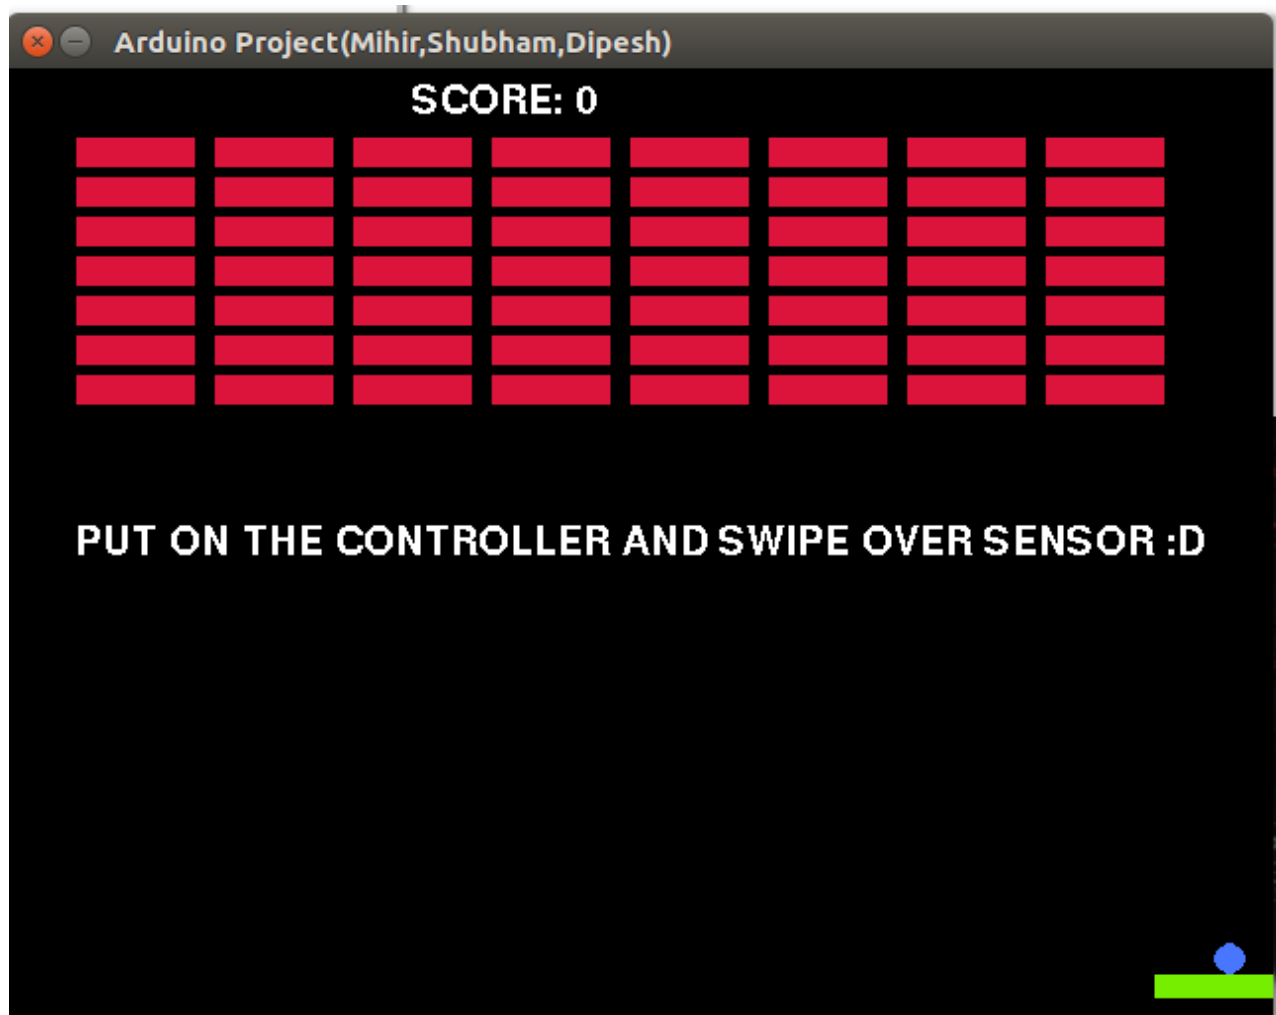 Arduino Project(Mihir,Shubham,Dipesh)
SCORE: 0
PUT ON THE CONTROLLER AND SWIPE OVER SENSOR :D